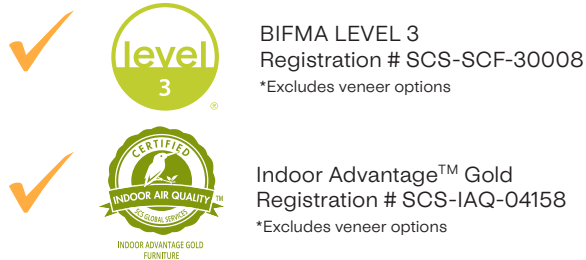 level
3
®
BIFMA LEVEL 3
Registration # SCS-SCF-30008
*Excludes veneer options
CERTIFIED
INDOOR AIR QUALITY
TM
SCS GLOBAL SERVICES
INDOOR ADVANTAGE GOLD
FURNITURE
Indoor Advantage™ Gold
Registration # SCS-IAQ-04158
*Excludes veneer options